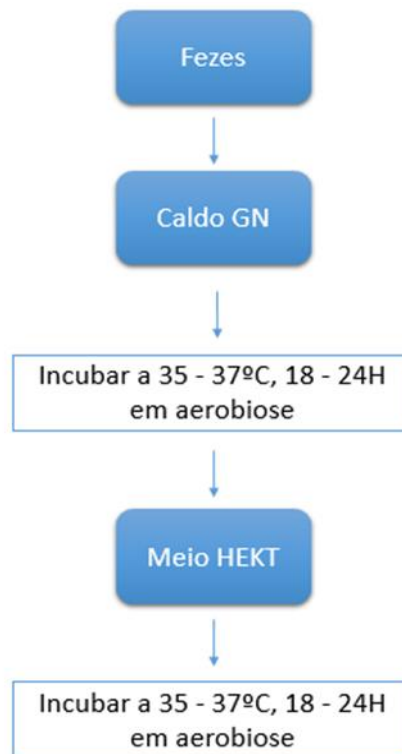 Fezes
Caldo GN
Incubar a 35 - 37ºC, 18 - 24H
em aerobiose
Meio HEKT
Incubar a 35 - 37ºC, 18 - 24H
em aerobiose